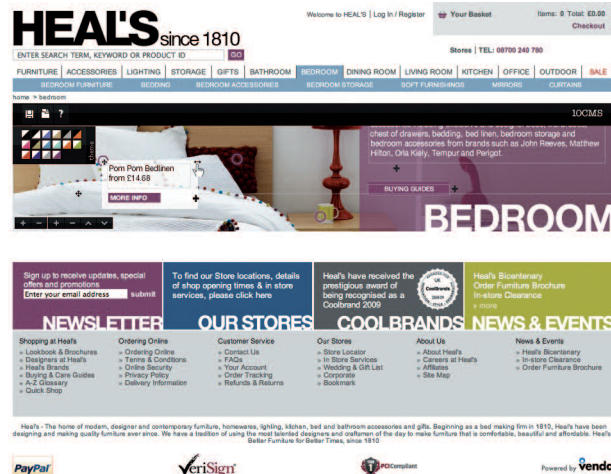 HEAL'S since 1810
Welcome to HEAL'S | Log In / Register
Your Basket
Items: 0 Total: £0.00
Checkout
ENTER SEARCH TERM, KEYWORD OR PRODUCT ID
GO
Stores | TEL: 08700 240 780
FURNITURE | ACCESSORIES | LIGHTING | STORAGE | GIFTS | BATHROOM | BEDROOM | DINING ROOM | LIVING ROOM | KITCHEN | OFFICE | OUTDOOR | SALE
BEDROOM FURNITURE BEDDING BEDROOM ACCESSORIES BEDROOM STORAGE SOFT FURNISHINGS MIRRORS CURTAINS
home > bedroom
?
10CMS
theme
chest of drawers, bedding, bed linen, bedroom storage and
bedroom accessories from brands such as John Reeves, Matthew
Hilton, Orla Kiely, Tempur and Perigot.
Pom Pom Bedlinen
from £14.68
MORE INFO
BUYING GUIDES
BEDROOM
Sign up to receive updates, special
offers and promotions
Enter your email address submit
NEWSLETTER
To find our Store locations, details
of shop opening times & in store
services, please click here
OUR STORES
Heal's have received the
prestigious award of
being recognised as a
Coolbrand 2009
CoolBrands
COOLBRANDS
Heal's Bicentenary
Order Furniture Brochure
In-store Clearance
» more
NEWS & EVENTS
Shopping at Heal's
» Lookbook & Brochures
» Designers at Heal's
» Heal's Brands
» Buying & Care Guides
» A-Z Glossary
» Quick Shop
Ordering Online
» Ordering Online
» Terms & Conditions
» Online Security
» Privacy Policy
» Delivery Information
Customer Service
» Contact Us
» FAQs
» Your Account
» Order Tracking
» Refunds & Returns
Our Stores
» Store Locator
» In Store Services
» Wedding & Gift List
» Corporate
» Bookmark
About Us
» About Heal's
» Careers at Heal's
» Affiliates
» Site Map
News & Events
» Heal's Bicentenary
» In-store Clearance
» Order Furniture Brochure
Heal's - The home of modern, designer and contemporary furniture, homewares, lighting, kitchen, bed and bathroom accessories and gifts. Beginning as a bed making firm in 1810, Heal's have been
designing and making quality furniture ever since. We have a tradition of using the most talented designers and craftsmen of the day to make furniture that is comfortable, beautiful and affordable. Heal's
Better Furniture for Better Times, since 1810
PayPal
VeriSign
PCI Compliant
Powered by venda